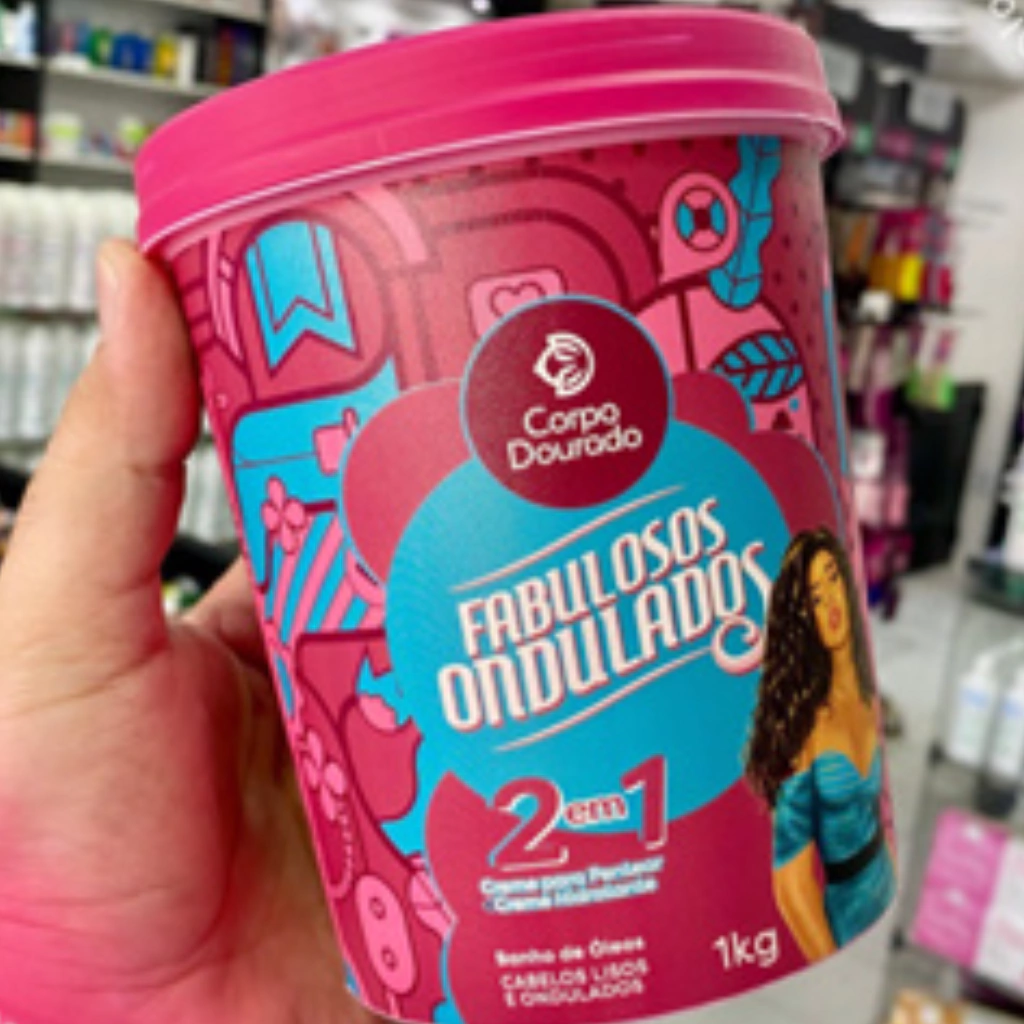 Corpo
Dourado
FABULOSOS
ONDULADOS
2 em 1
Creme para Pentear
Creme Hidratante
Banho de Óleos
CABELOS LISOS
E ONDULADOS
1kg